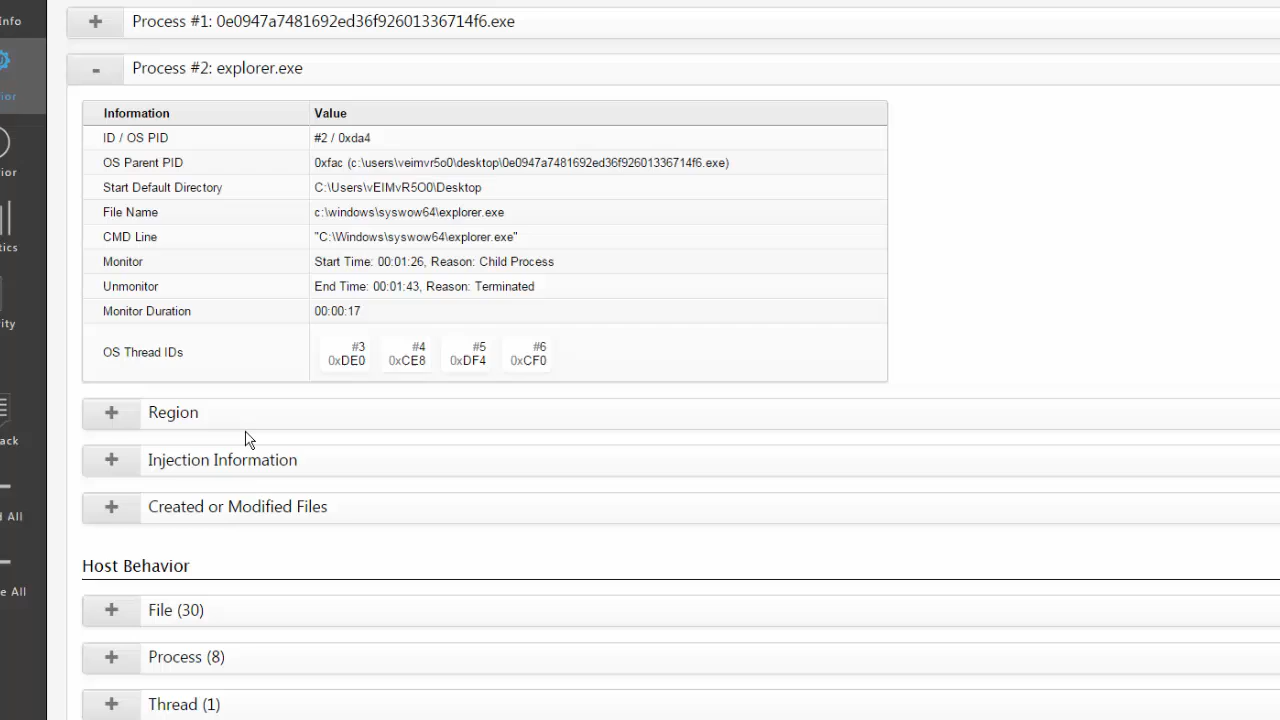 Info
+ Process #1: 0e0947a7481692ed36f92601336714f6.exe
- Process #2: explorer.exe
ior
Information Value
ID / OS PID #2 / 0xda4
OS Parent PID 0xfac (c:\users\veimvr5o0\desktop\0e0947a7481692ed36f92601336714f6.exe)
Start Default Directory C:\Users\vEIMvR5O0\Desktop
File Name c:\windows\syswow64\explorer.exe
CMD Line "C:\Windows\syswow64\explorer.exe"
Monitor Start Time: 00:01:26, Reason: Child Process
Unmonitor End Time: 00:01:43, Reason: Terminated
Monitor Duration 00:00:17
OS Thread IDs
#3 #4 #5 #6
0xDE0 0xCE8 0xDF4 0xCF0
ior
tics
ity
ack
d All
e All
+ Region
+ Injection Information
+ Created or Modified Files
Host Behavior
+ File (30)
+ Process (8)
+ Thread (1)